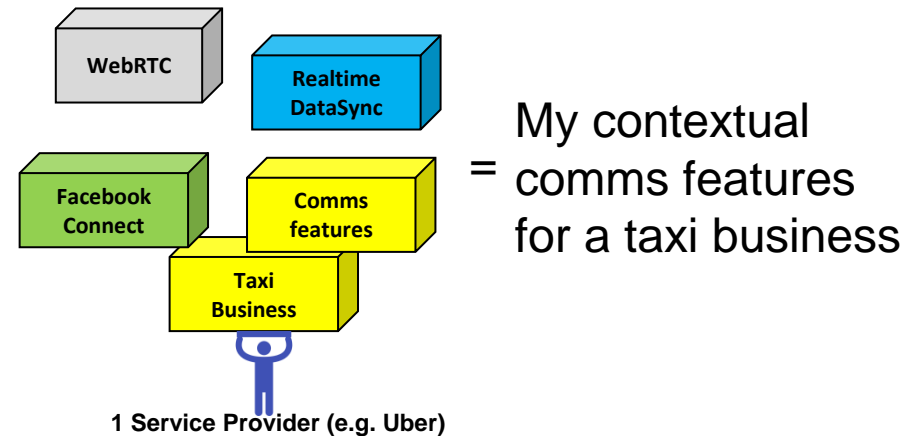 WebRTC
Realtime
DataSync
Facebook
Connect
Comms
features
Taxi
Business
1 Service Provider (e.g. Uber)
=
My contextual
comms features
for a taxi business